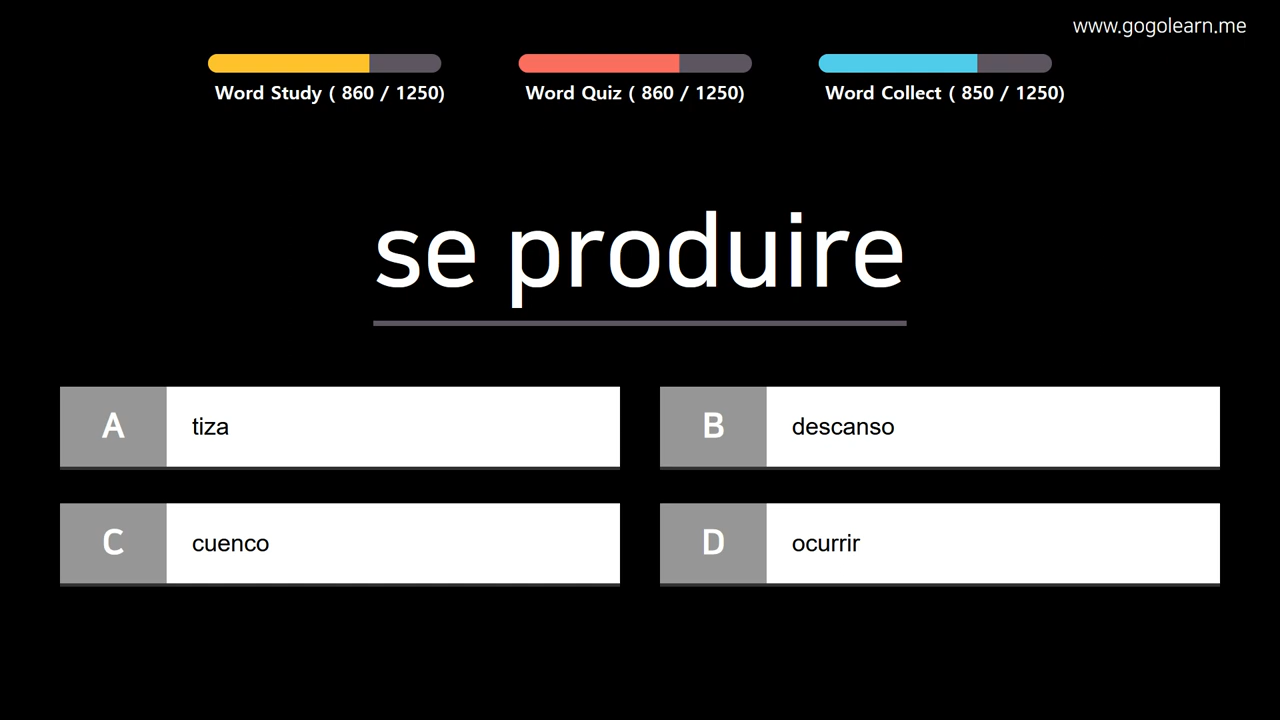 www.gogolearn.me
Word Study ( 860 / 1250)
Word Quiz ( 860 / 1250)
Word Collect ( 850 / 1250)
se produire
A tiza
B descanso
C cuenco
D ocurrir